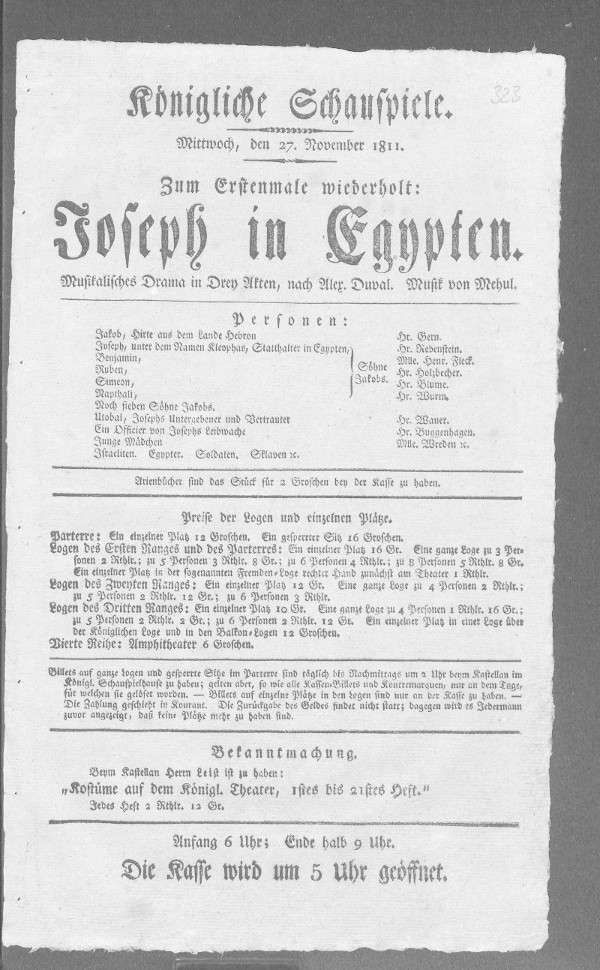 323
Königliche Schauspiele.
Mittwoch, den 27. November 1811.
Zum Erstenmale wiederholt:
Joseph in Egypten.
Musikalisches Drama in Drey Akten, nach Alex. Duval. Musik von Mehul.
Personen:
Jakob, Hirte aus dem Lande Hebron Hr. Gern.
Joseph, unter dem Namen Kleophas, Statthalter in Egypten, Hr. Rebenstein.
Benjamin, Mlle. Henr. Fleck.
Ruben, Söhne Hr. Holzbecher.
Simeon, Jakobs. Hr. Blume.
Napthali, Hr. Wurm.
Noch sieben Söhne Jakobs.
Utobal, Josephs Untergebener und Vertrauter Hr. Wauer.
Ein Officier von Josephs Leibwache Hr. Buggenhagen.
Junge Mädchen Mlle. Wreden ꝛc.
Israeliten. Egypter. Soldaten. Sklaven ꝛc.
Arienbücher sind das Stück für 2 Groschen bey der Kasse zu haben.
Preise der Logen und einzelnen Plätze.
Parterre: Ein einzelner Platz 12 Groschen. Ein gesperrter Sitz 16 Groschen.
Logen des Ersten Ranges und des Parterres: Ein einzelner Platz 16 Gr. Eine ganze Loge zu 3 Per-
sonen 2 Rthlr.; zu 5 Personen 3 Rthlr. 8 Gr.; zu 6 Personen 4 Rthlr.; zu 8 Personen 5 Rthlr. 8 Gr.
Ein einzelner Platz in der sogenannten Fremden-Loge rechter Hand zunächst am Theater 1 Rthlr.
Logen des Zweyten Ranges: Ein einzelner Platz 12 Gr. Eine ganze Loge zu 4 Personen 2 Rthlr.;
zu 5 Personen 2 Rthlr. 12 Gr.; zu 6 Personen 3 Rthlr.
Logen des Dritten Ranges: Ein einzelner Platz 10 Gr. Eine ganze Loge zu 4 Personen 1 Rthlr. 16 Gr.;
zu 5 Personen 2 Rthlr. 2 Gr.; zu 6 Personen 2 Rthlr. 12 Gr. Ein einzelner Platz in einer Loge über
der Königlichen Loge und in den Balkon-Logen 12 Groschen.
Vierte Reihe: Amphitheater 6 Groschen.
Billets auf ganze Logen und gesperrte Sitze im Parterre sind täglich bis Nachmittags um 2 Uhr beym Kastellan im
Königl. Schauspielhause zu haben; gelten aber, so wie alle Kassen-Billets und Kontremarquen, nur an dem Tage,
für welchen sie gelöset worden. — Billets auf einzelne Plätze in den Logen sind nur an der Kasse zu haben. —
Die Zahlung geschieht in Kourant. Die Zurückgabe des Geldes findet nicht statt; dagegen wird es Jedermann
zuvor angezeigt, daß keine Plätze mehr zu haben sind.
Bekanntmachung.
Beym Kastellan Herrn Leist ist zu haben:
„Kostüme auf dem Königl. Theater, 1stes bis 21stes Heft.“
Jedes Heft 2 Rthlr. 12 Gr.
Anfang 6 Uhr; Ende halb 9 Uhr.
Die Kasse wird um 5 Uhr geöffnet.